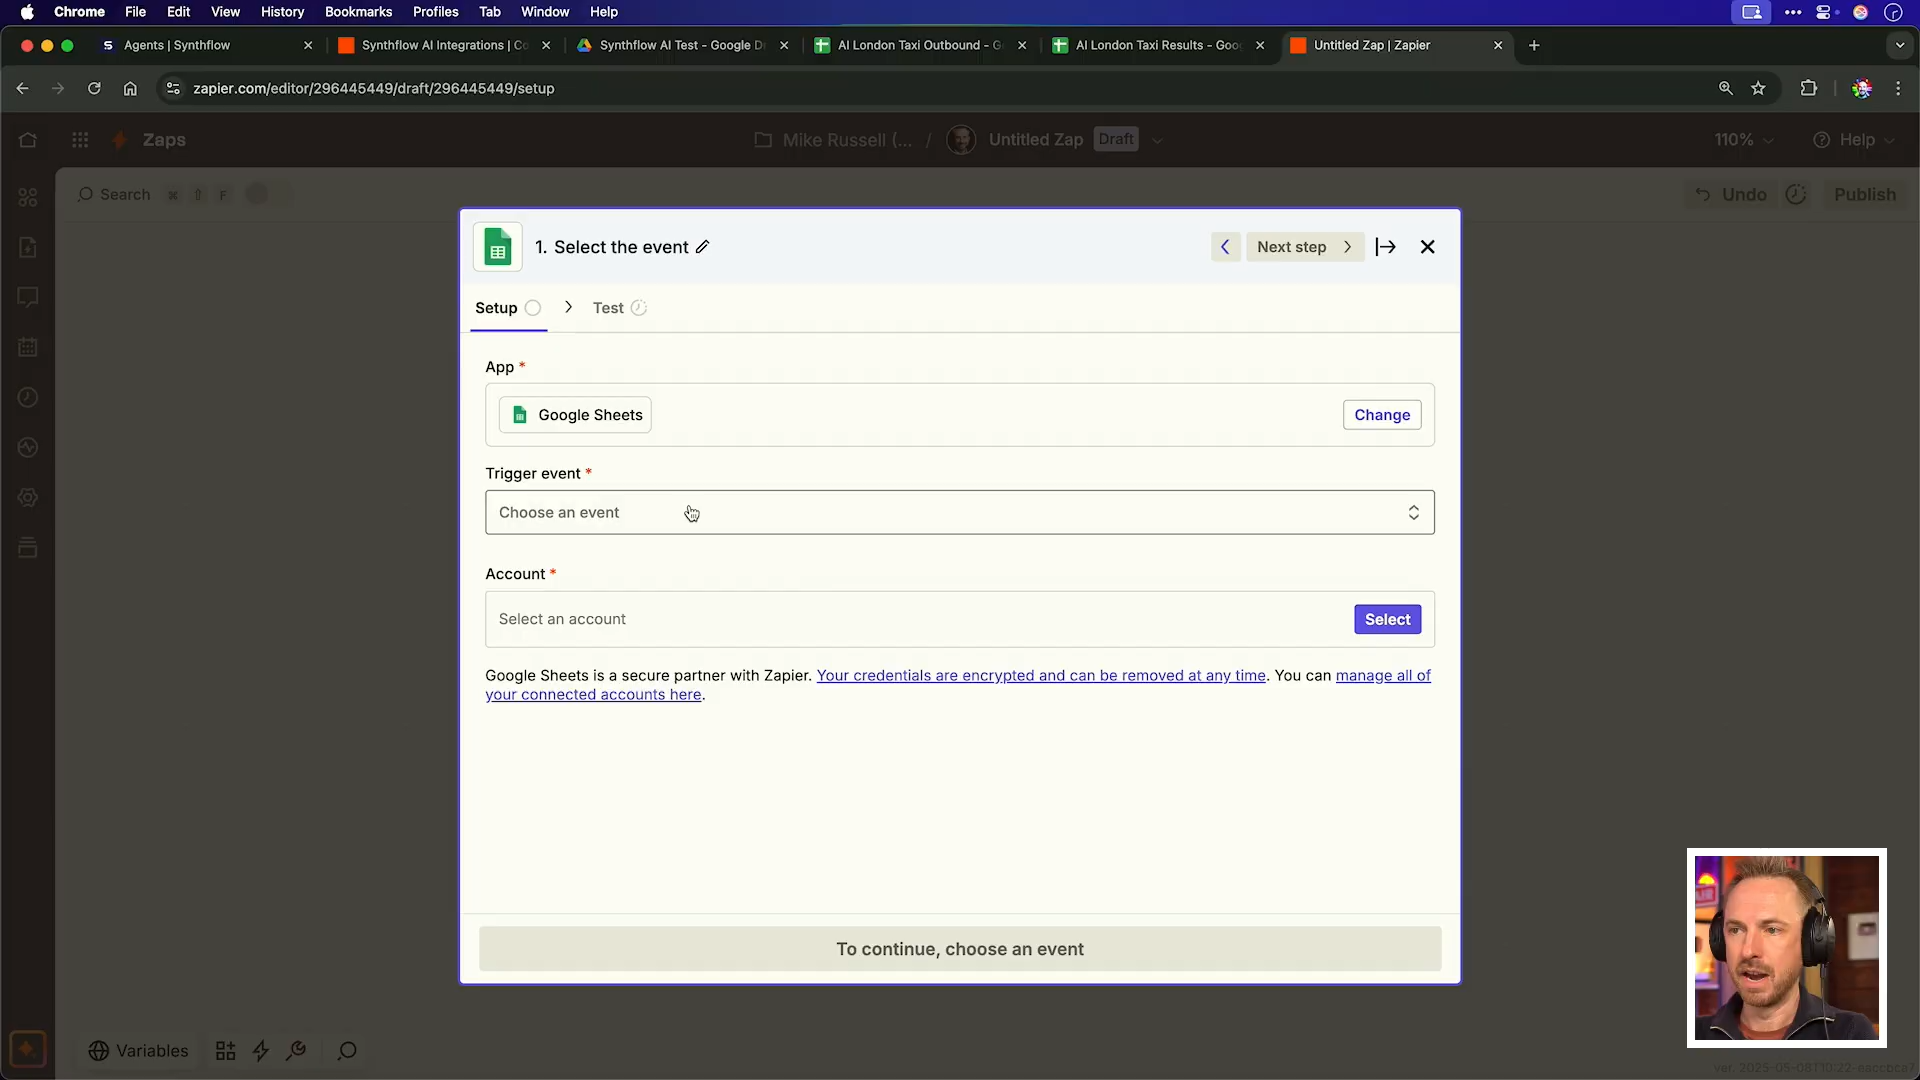 Chrome File Edit View History Bookmarks Profiles Tab Window Help
Agents | Synthflow
Synthflow AI Integrations | Co
Synthflow AI Test - Google D
AI London Taxi Outbound - G
AI London Taxi Results - Goo
Untitled Zap | Zapier
zapier.com/editor/296445449/draft/296445449/setup
Zaps
Mike Russell (... / Untitled Zap Draft
110%
Help
Search ⌘ ⇧ F
Undo
Publish
1. Select the event
Next step
Setup
Test
App *
Google Sheets
Change
Trigger event *
Choose an event
Account *
Select an account
Select
Google Sheets is a secure partner with Zapier. Your credentials are encrypted and can be removed at any time. You can manage all of
your connected accounts here.
To continue, choose an event
Variables